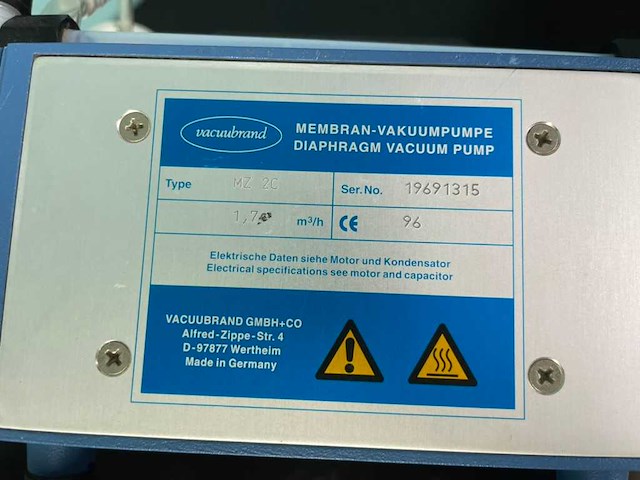 vacuubrand
MEMBRAN-VAKUUMPUMPE
DIAPHRAGM VACUUM PUMP
Type MZ 2C Ser.No. 19691315
1,7 m³/h CE 96
Elektrische Daten siehe Motor und Kondensator
Electrical specifications see motor and capacitor
VACUUBRAND GMBH+CO
Alfred-Zippe-Str. 4
D-97877 Wertheim
Made in Germany